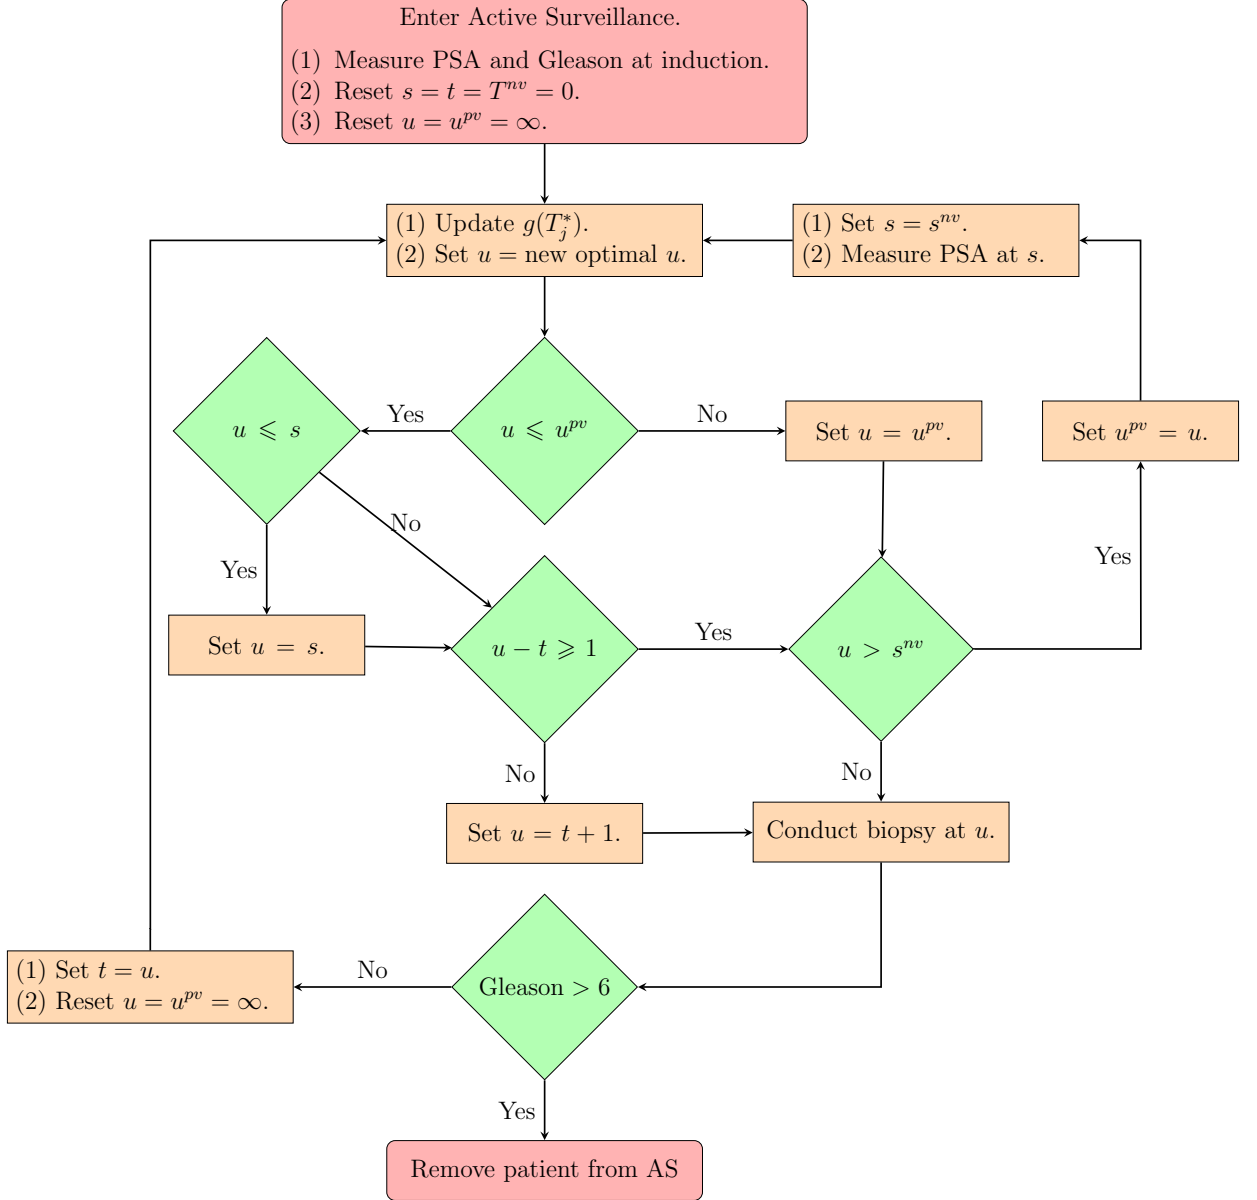 Enter Active Surveillance.
(1) Measure PSA and Gleason at induction.
(2) Reset s = t = T^{nv} = 0.
(3) Reset u = u^{pv} = ∞.
(1) Update g(T_j^*).
(2) Set u = new optimal u.
(1) Set s = s^{nv}.
(2) Measure PSA at s.
u ⩽ s
Yes
u ⩽ u^{pv}
No
Set u = u^{pv}.
Set u^{pv} = u.
No
Yes
Yes
Set u = s.
u − t ⩾ 1
Yes
u > s^{nv}
No
No
Set u = t + 1.
Conduct biopsy at u.
(1) Set t = u.
(2) Reset u = u^{pv} = ∞.
No
Gleason > 6
Yes
Remove patient from AS